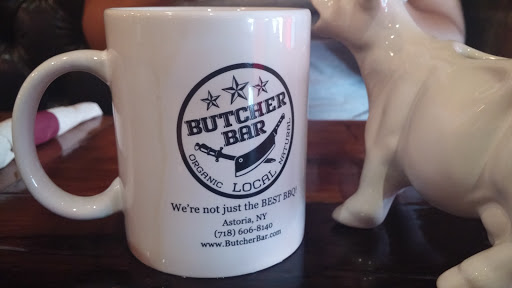 BUTCHER
BAR
ORGANIC LOCAL NATURAL
We're not just the BEST BBQ!
Astoria, NY
(718) 606-8140
www.ButcherBar.com